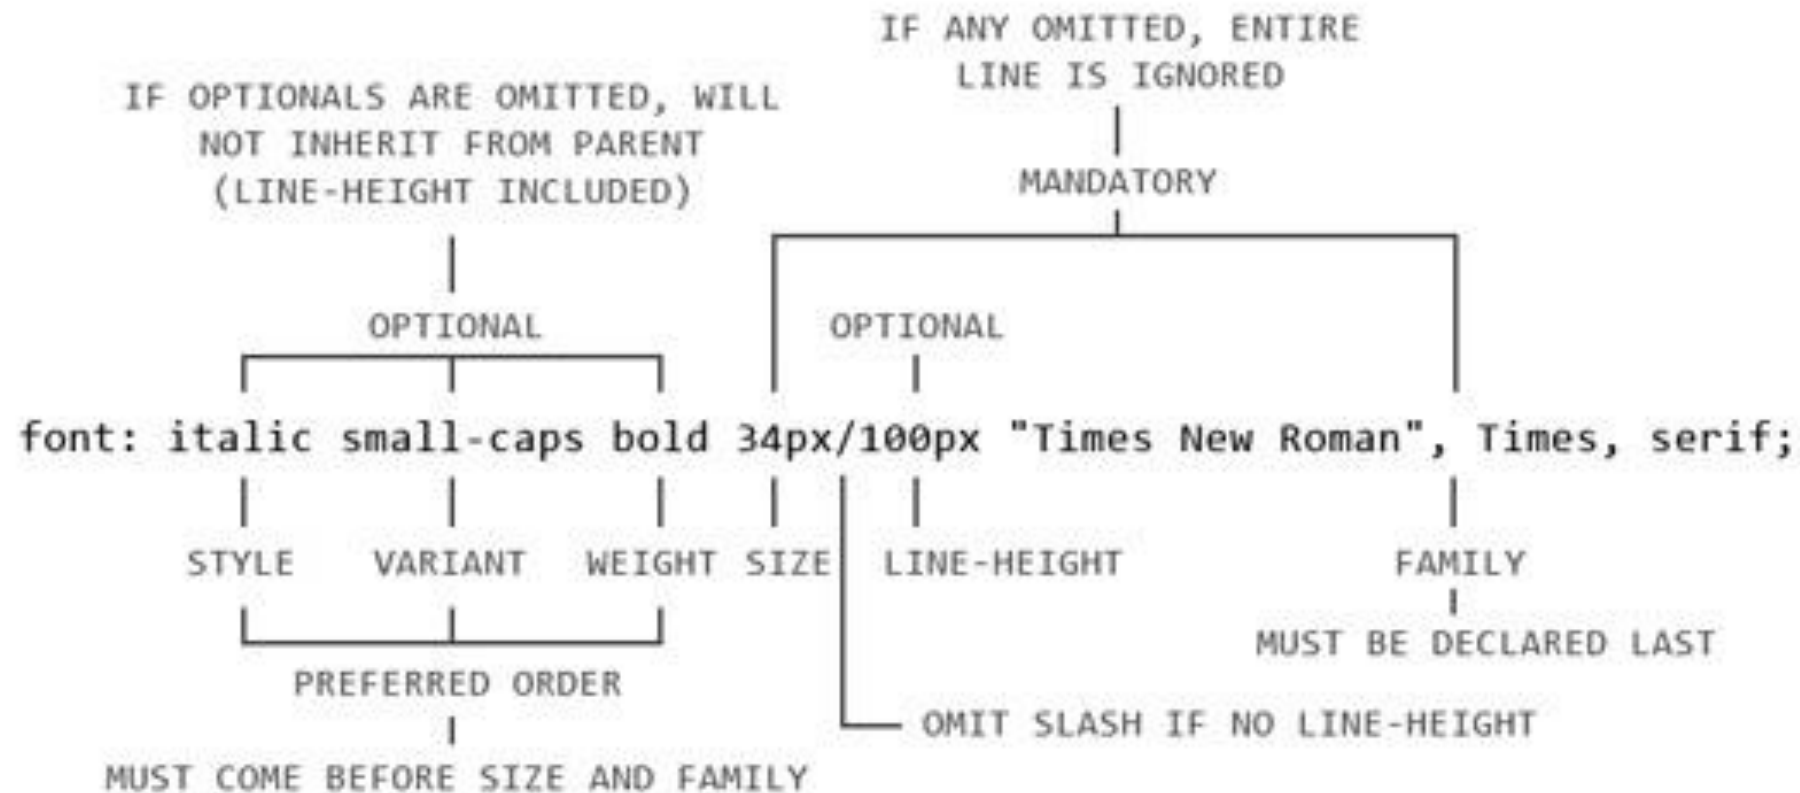 IF ANY OMITTED, ENTIRE
LINE IS IGNORED
IF OPTIONALS ARE OMITTED, WILL
NOT INHERIT FROM PARENT
(LINE-HEIGHT INCLUDED)
MANDATORY
OPTIONAL
OPTIONAL
font: italic small-caps bold 34px/100px "Times New Roman", Times, serif;
STYLE
VARIANT
WEIGHT
SIZE
LINE-HEIGHT
FAMILY
MUST BE DECLARED LAST
PREFERRED ORDER
OMIT SLASH IF NO LINE-HEIGHT
MUST COME BEFORE SIZE AND FAMILY